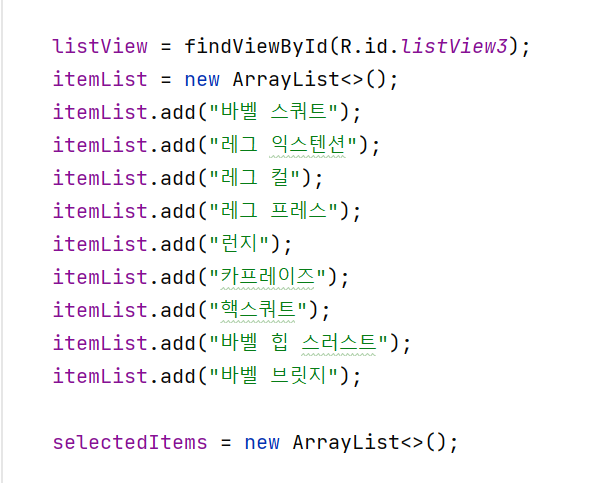 listView = findViewById(R.id.listView3);
itemList = new ArrayList<>();
itemList.add("바벨 스쿼트");
itemList.add("레그 익스텐션");
itemList.add("레그 컬");
itemList.add("레그 프레스");
itemList.add("런지");
itemList.add("카프레이즈");
itemList.add("핵스쿼트");
itemList.add("바벨 힙 스러스트");
itemList.add("바벨 브릿지");
selectedItems = new ArrayList<>();